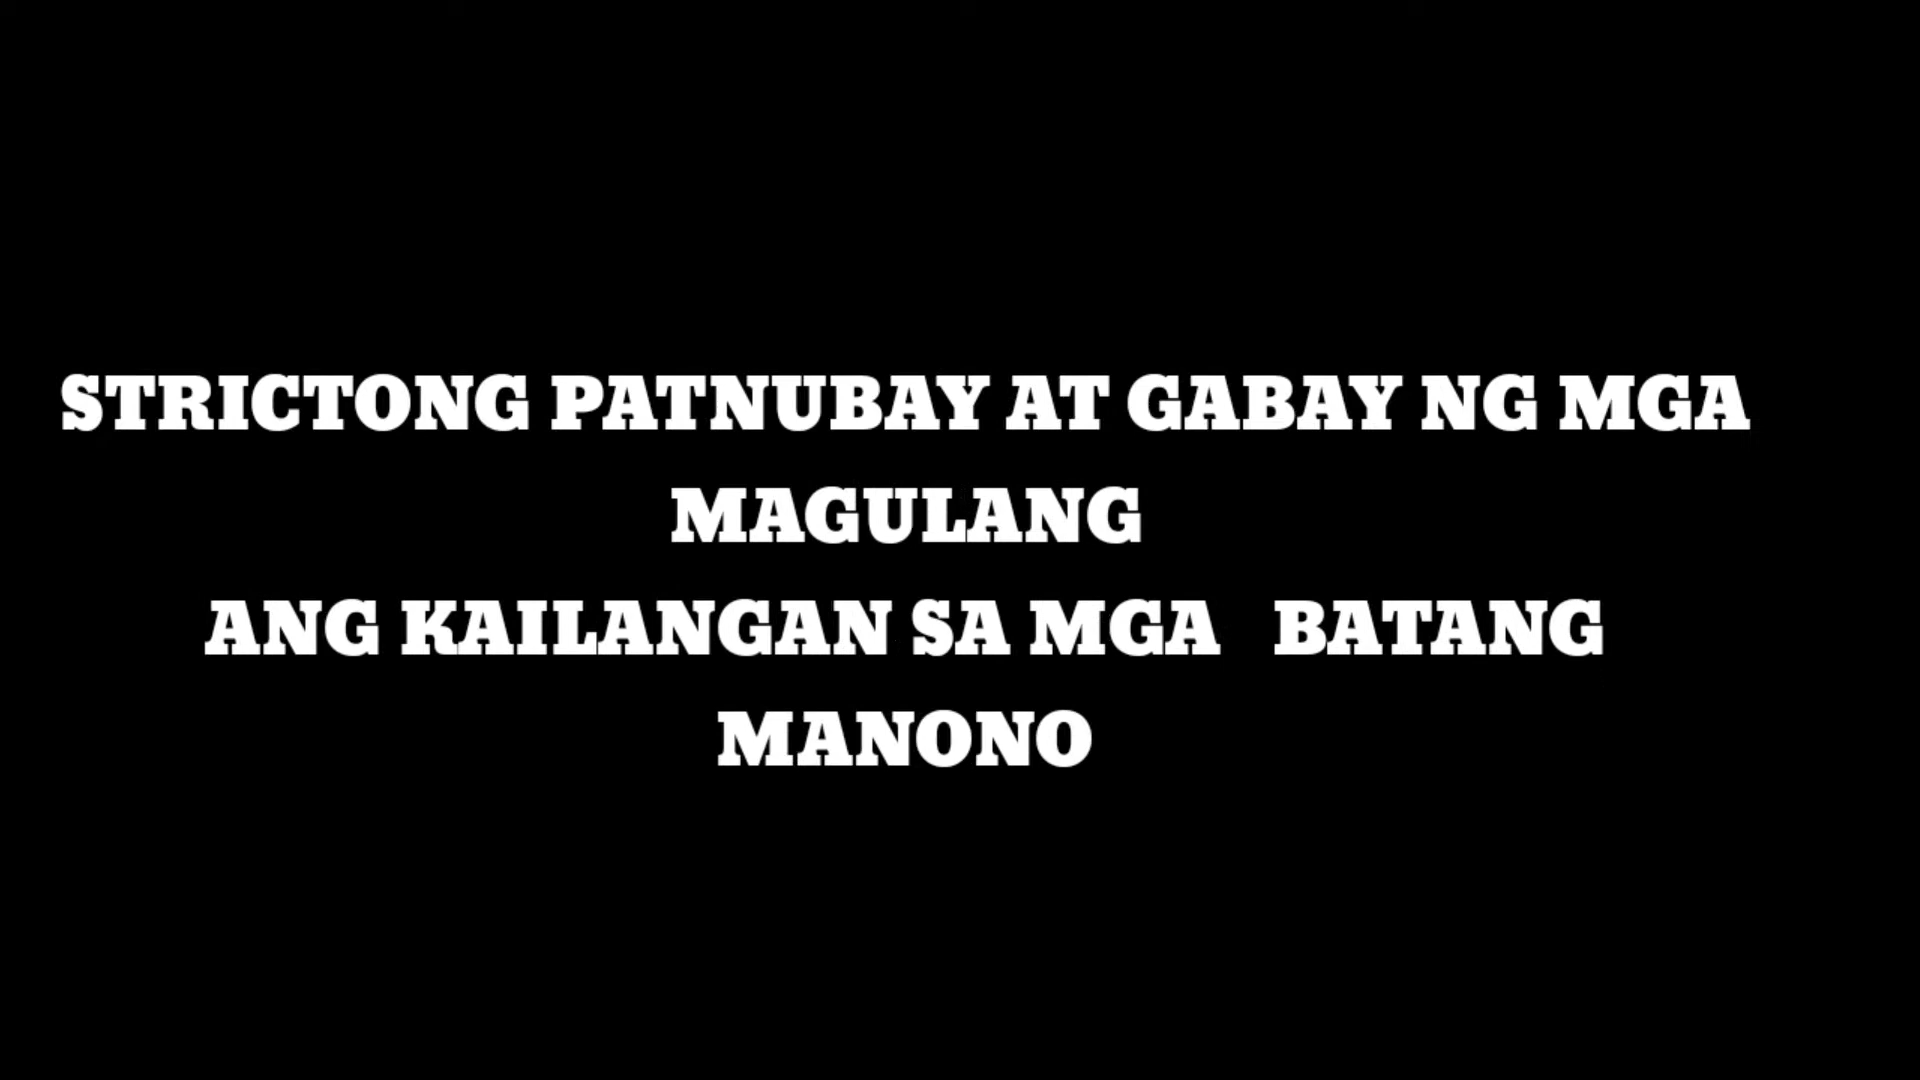 STRICTONG PATNUBAY AT GABAY NG MGA
MAGULANG
ANG KAILANGAN SA MGA BATANG
MANONO